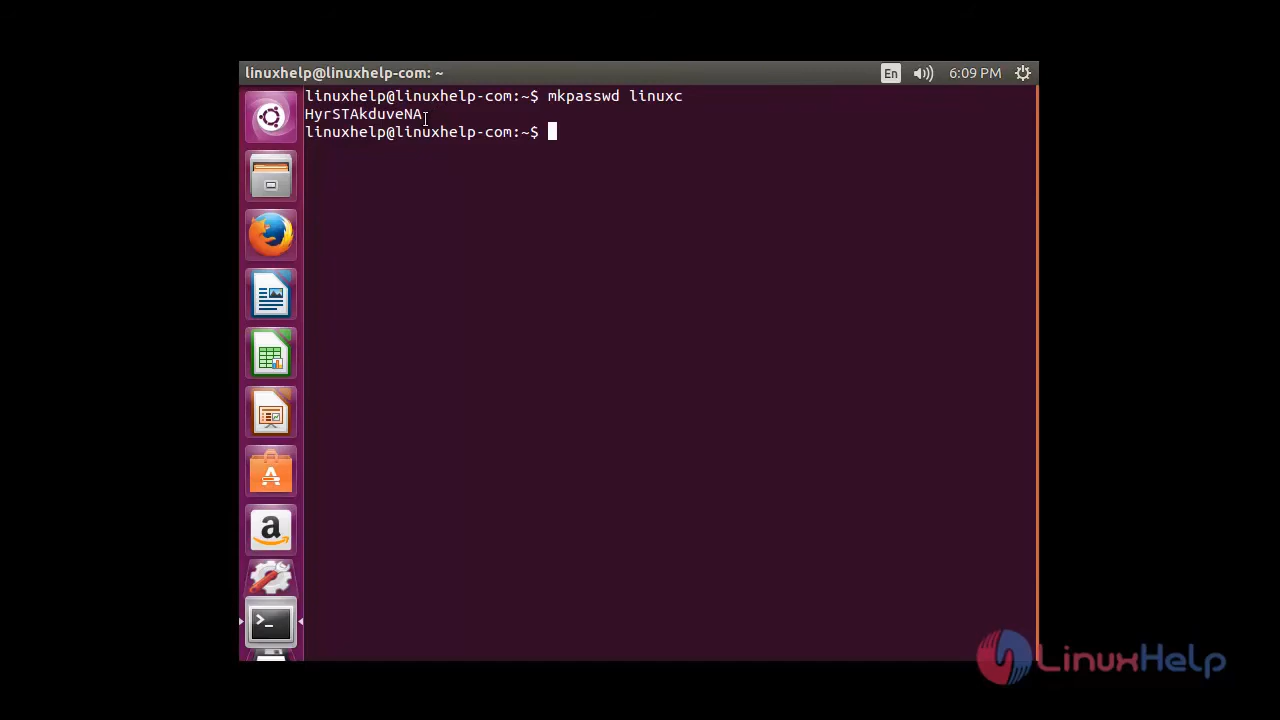 linuxhelp@linuxhelp-com: ~
En
6:09 PM
linuxhelp@linuxhelp-com:~$ mkpasswd linuxc
HyrSTAkduveNA
linuxhelp@linuxhelp-com:~$
A
a
>_
LinuxHelp